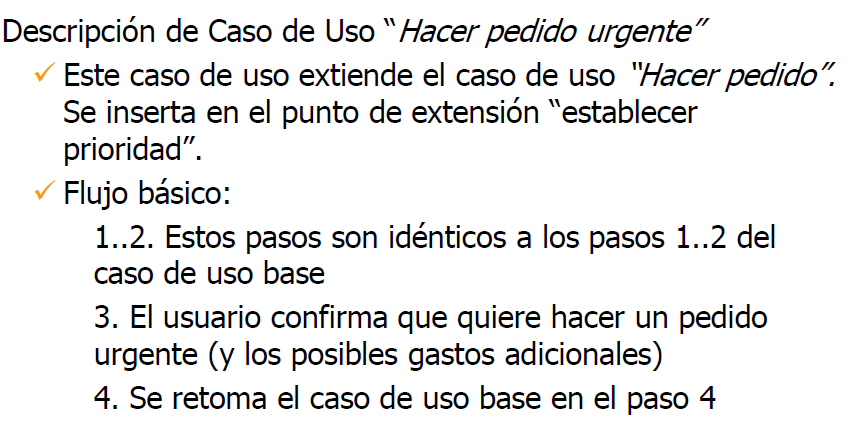 Descripción de Caso de Uso “Hacer pedido urgente”
✓ Este caso de uso extiende el caso de uso “Hacer pedido”.
Se inserta en el punto de extensión “establecer
prioridad”.
✓ Flujo básico:
1..2. Estos pasos son idénticos a los pasos 1..2 del
caso de uso base
3. El usuario confirma que quiere hacer un pedido
urgente (y los posibles gastos adicionales)
4. Se retoma el caso de uso base en el paso 4